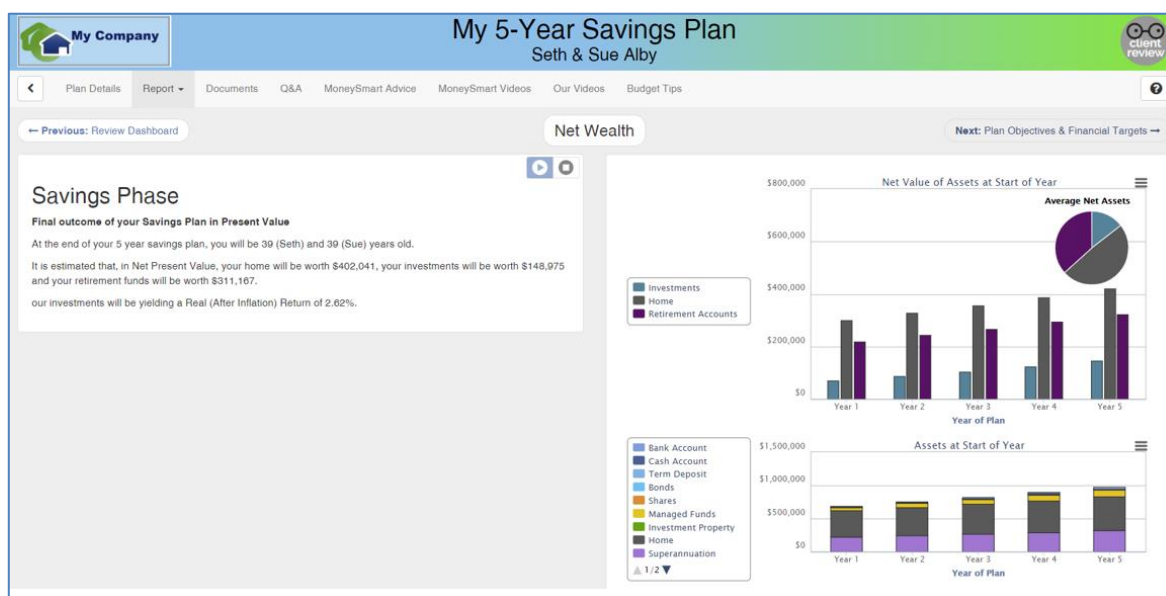 My Company
My 5-Year Savings Plan
Seth & Sue Alby
client
review
Plan Details
Report
Documents
Q&A
MoneySmart Advice
MoneySmart Videos
Our Videos
Budget Tips
?
← Previous: Review Dashboard
Net Wealth
Next: Plan Objectives & Financial Targets →
Savings Phase
Final outcome of your Savings Plan in Present Value
At the end of your 5 year savings plan, you will be 39 (Seth) and 39 (Sue) years old.
It is estimated that, in Net Present Value, your home will be worth $402,041, your investments will be worth $148,975
and your retirement funds will be worth $311,167.
our investments will be yielding a Real (After Inflation) Return of 2.62%.
Net Value of Assets at Start of Year
Average Net Assets
Investments
Home
Retirement Accounts
$800,000
$600,000
$400,000
$200,000
$0
Year 1
Year 2
Year 3
Year 4
Year 5
Year of Plan
Assets at Start of Year
Bank Account
Cash Account
Term Deposit
Bonds
Shares
Managed Funds
Investment Property
Home
Superannuation
1/2
$1,500,000
$1,000,000
$500,000
$0
Year 1
Year 2
Year 3
Year 4
Year 5
Year of Plan